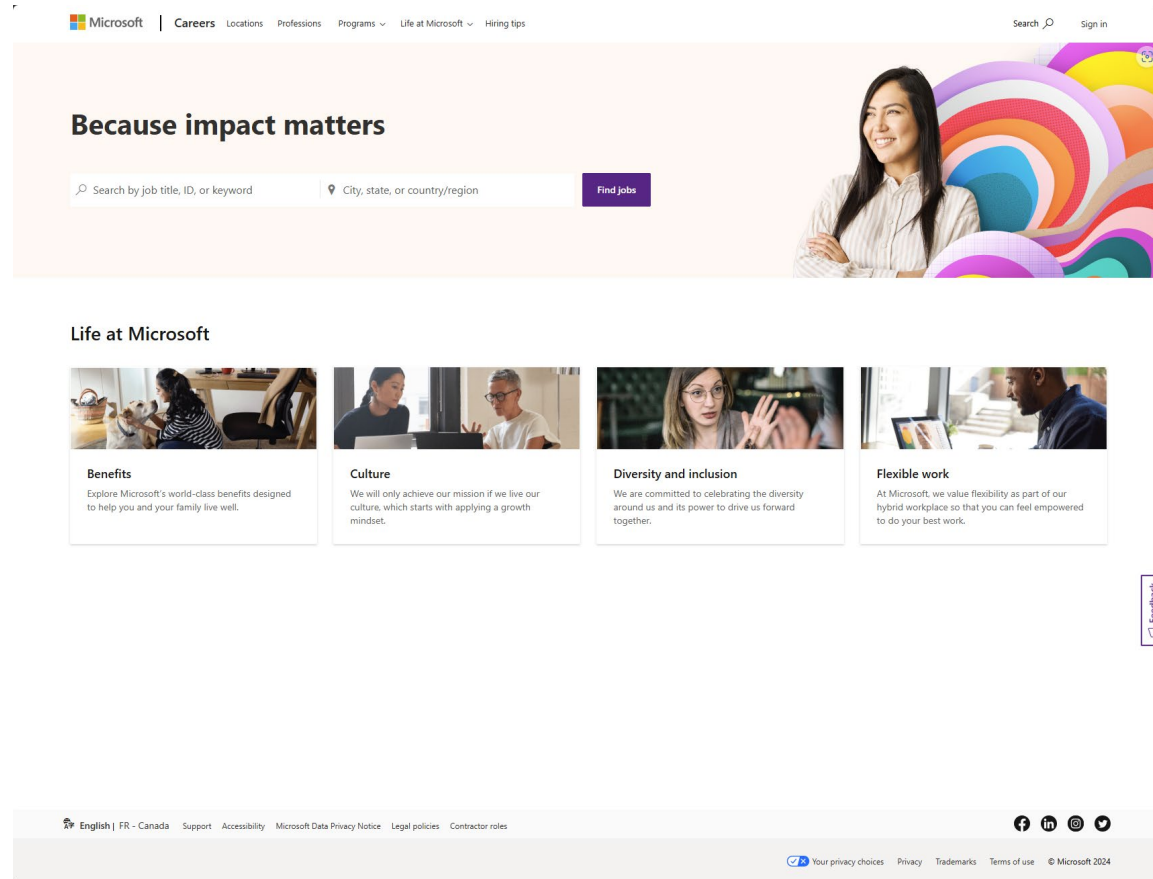 Microsoft
Careers Locations Professions Programs Life at Microsoft Hiring tips Search Sign in
Because impact matters
Search by job title, ID, or keyword City, state, or country/region Find jobs
Life at Microsoft
Benefits
Explore Microsoft's world-class benefits designed
to help you and your family live well.
Culture
We will only achieve our mission if we live our
culture, which starts with applying a growth
mindset.
Diversity and inclusion
We are committed to celebrating the diversity
around us and its power to drive us forward
together.
Flexible work
At Microsoft, we value flexibility as part of our
hybrid workplace so that you can feel empowered
to do your best work.
Feedback
English | FR - Canada Support Accessibility Microsoft Data Privacy Notice Legal policies Contractor roles
Your privacy choices Privacy Trademarks Terms of use © Microsoft 2024